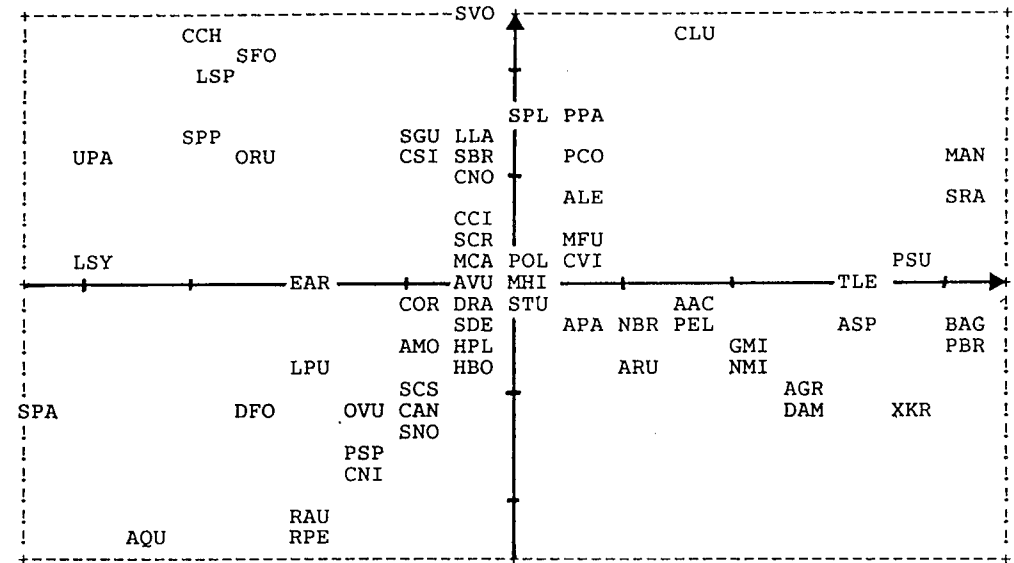 SVO
CCH CLU
SFO
LSP
SPL PPA
SPP SGU LLA
UPA ORU CSI SBR PCO MAN
CNO
ALE SRA
CCI
SCR MFU
LSY MCA POL CVI PSU
EAR AVU MHI TLE
COR DRA STU AAC
SDE APA NBR PEL ASP BAG
AMO HPL GMI PBR
LPU HBO ARU NMI
SCS AGR
SPA DFO OVU CAN DAM XKR
SNO
PSP
CNI
RAU
AQU RPE